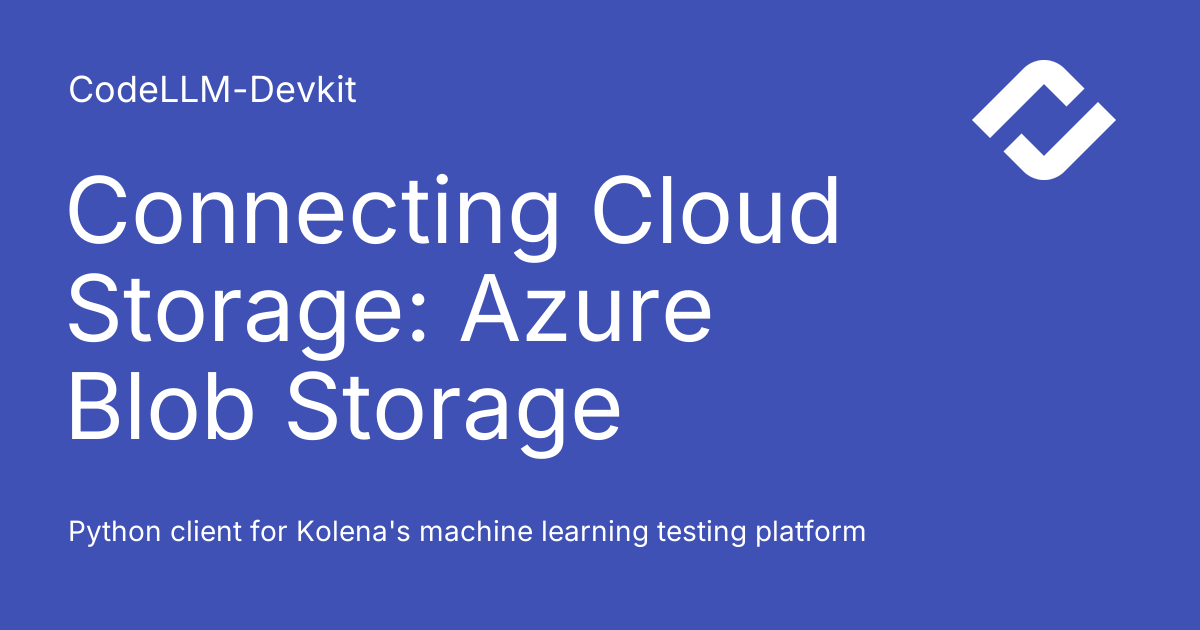 CodeLLM-Devkit
Connecting Cloud
Storage: Azure
Blob Storage
Python client for Kolena's machine learning testing platform